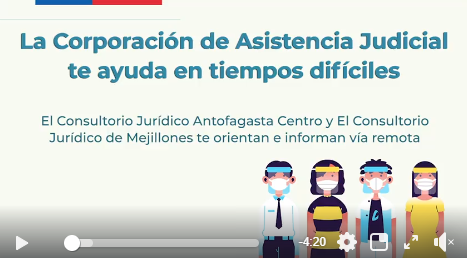 La Corporación de Asistencia Judicial
te ayuda en tiempos difíciles
El Consultorio Jurídico Antofagasta Centro y El Consultorio
Jurídico de Mejillones te orientan e informan vía remota
-4:20